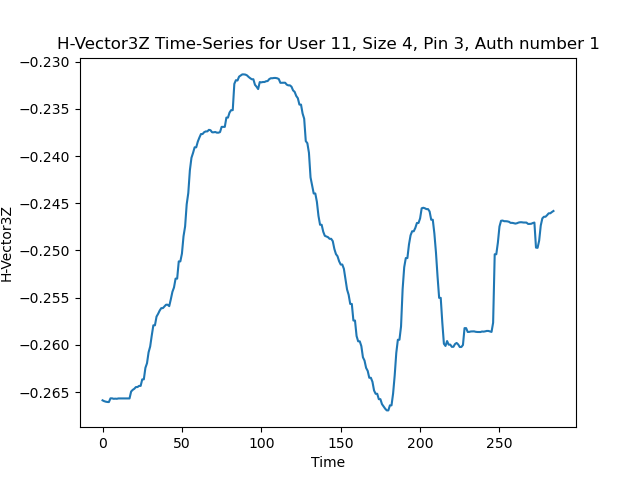 H-Vector3Z Time-Series for User 11, Size 4, Pin 3, Auth number 1
−0.230
−0.235
−0.240
−0.245
−0.250
−0.255
−0.260
−0.265
H-Vector3Z
0 50 100 150 200 250
Time